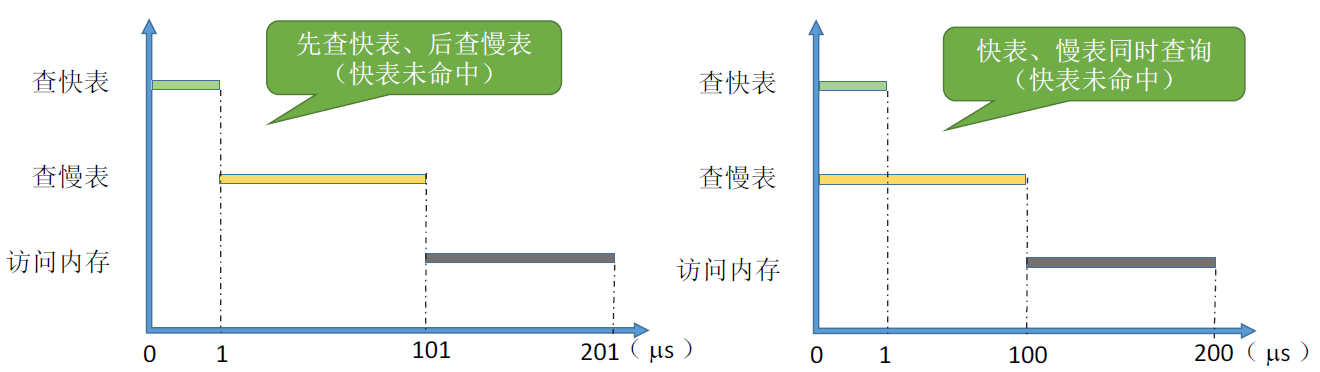 先查快表、后查慢表
（快表未命中）
查快表
查慢表
访问内存
0
1
101
201（μs）
快表、慢表同时查询
（快表未命中）
查快表
查慢表
访问内存
0
1
100
200（μs）